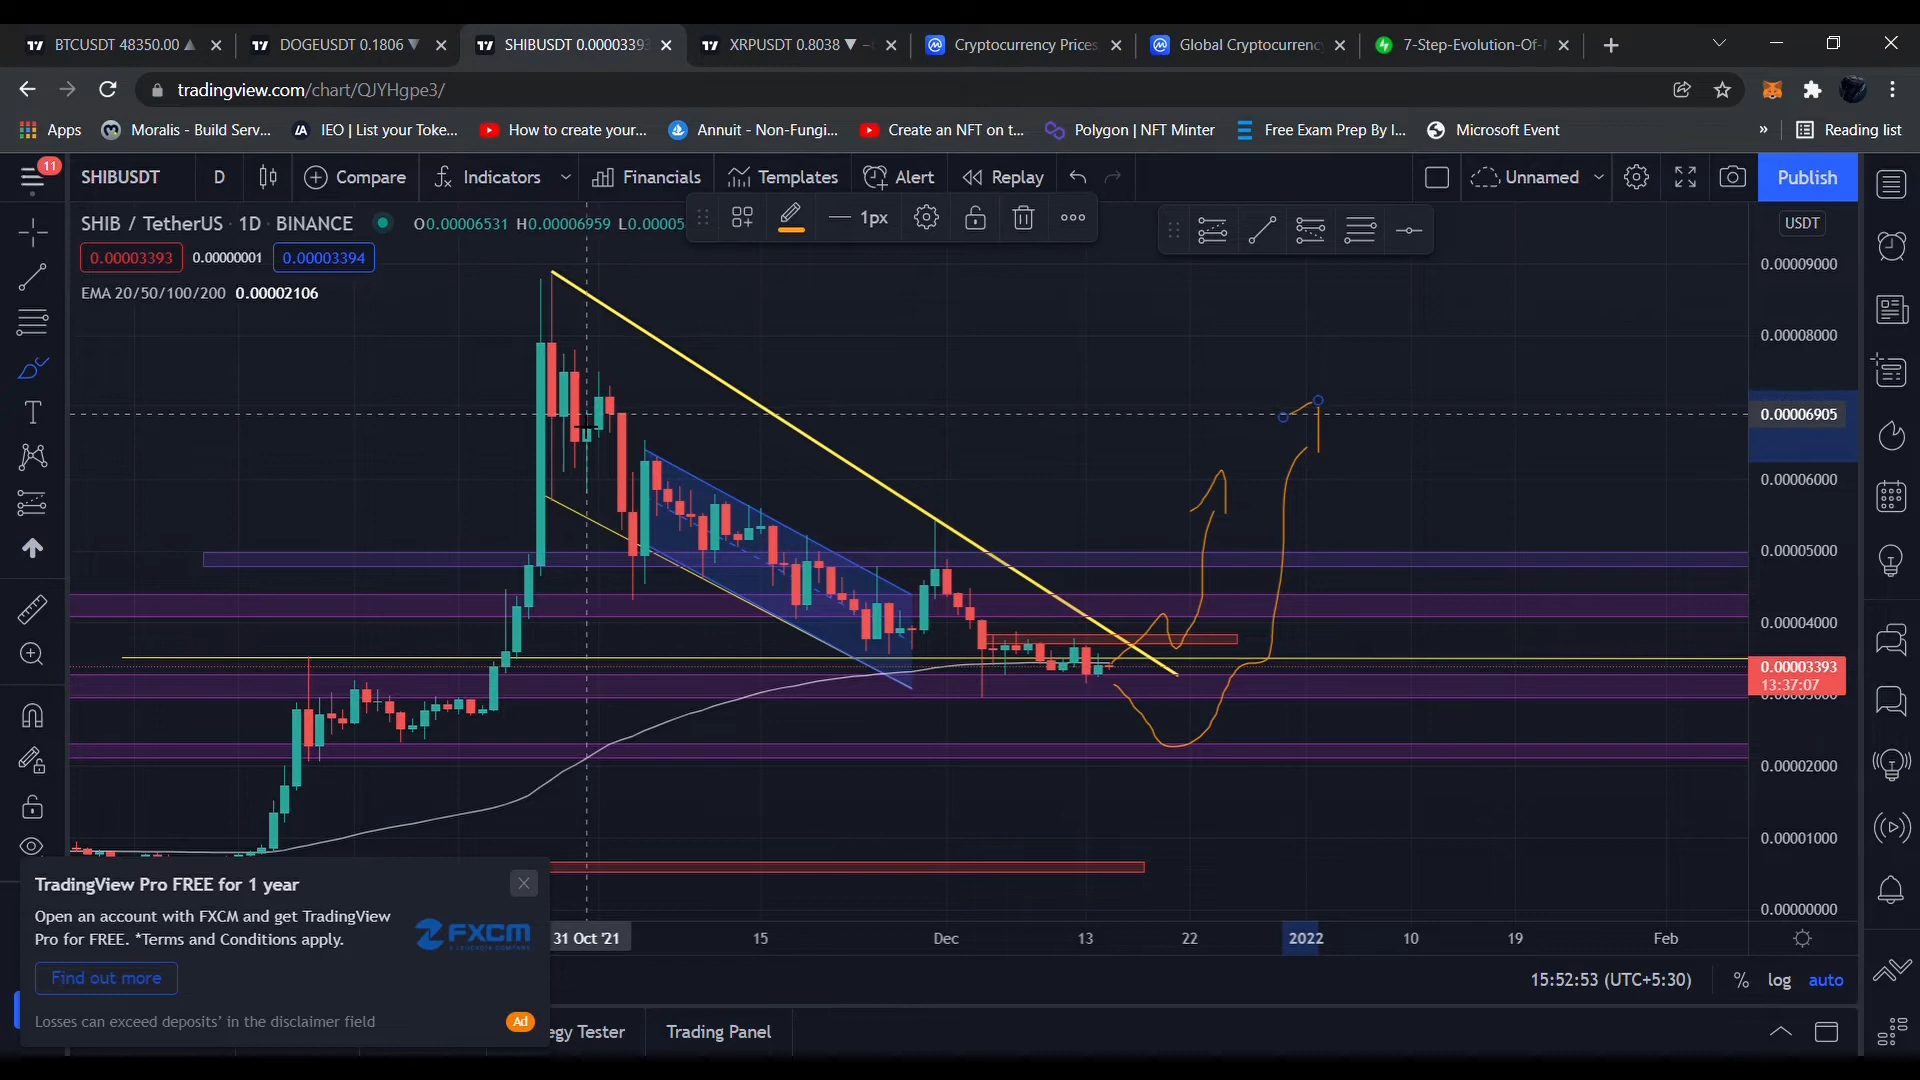 BTCUSDT 48350.00
DOGEUSDT 0.1806
SHIBUSDT 0.00003393
XRPUSDT 0.8038
Cryptocurrency Prices
Global Cryptocurrency
7-Step-Evolution-Of-
tradingview.com/chart/QJYHgpe3/
Apps
Moralis - Build Serv...
IEO | List your Toke...
How to create your...
Annuit - Non-Fungi...
Create an NFT on t...
Polygon | NFT Minter
Free Exam Prep By I...
Microsoft Event
»
Reading list
11
SHIBUSDT
D
Compare
Indicators
Financials
Templates
Alert
Replay
Unnamed
Publish
SHIB / TetherUS · 1D · BINANCE
O0.00006531 H0.00006959 L0.00005
1px
USDT
0.00003393
0.00000001
0.00003394
EMA 20/50/100/200 0.00002106
0.00009000
0.00008000
0.00006905
0.00006000
0.00005000
0.00004000
0.00003393
13:37:07
0.00002000
0.00001000
0.00000000
TradingView Pro FREE for 1 year
Open an account with FXCM and get TradingView
Pro for FREE. *Terms and Conditions apply.
FXCM
Find out more
Losses can exceed deposits’ in the disclaimer field
Ad
31 Oct '21
15
Dec
13
22
2022
10
19
Feb
15:52:53 (UTC+5:30)
%
log
auto
egy Tester
Trading Panel